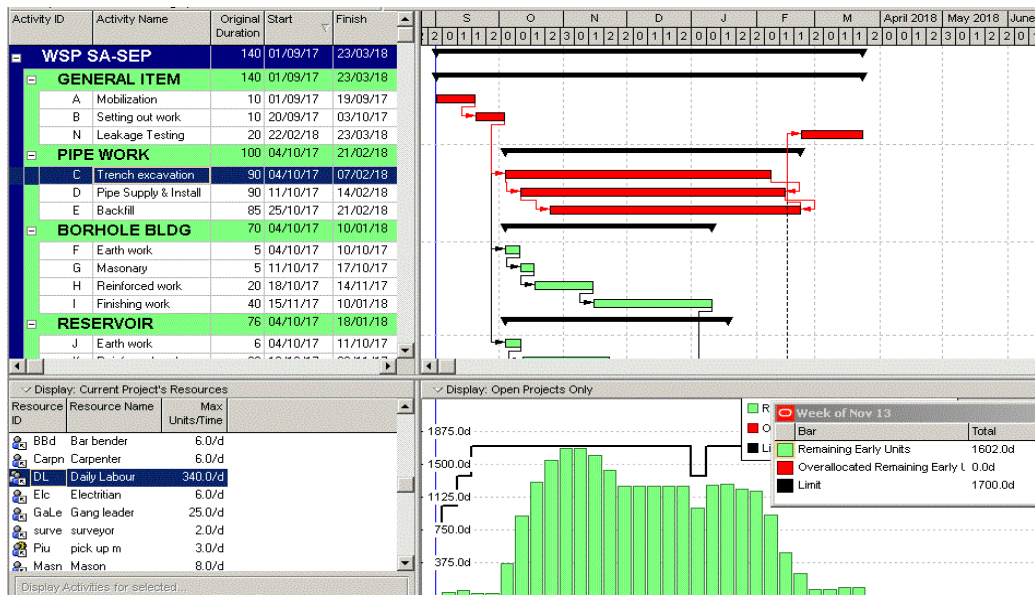 Activity ID Activity Name Original Duration Start Finish
S O N D J F M April 2018 May 2018 June
WSP SA-SEP 140 01/09/17 23/03/18
GENERAL ITEM 140 01/09/17 23/03/18
A Mobilization 10 01/09/17 19/09/17
B Setting out work 10 20/09/17 03/10/17
N Leakage Testing 20 22/02/18 23/03/18
PIPE WORK 100 04/10/17 21/02/18
C Trench excavation 90 04/10/17 07/02/18
D Pipe Supply & Install 90 11/10/17 14/02/18
E Backfill 85 25/10/17 21/02/18
BORHOLE BLDG 70 04/10/17 10/01/18
F Earth work 5 04/10/17 10/10/17
G Masonary 5 11/10/17 17/10/17
H Reinforced work 20 18/10/17 14/11/17
I Finishing work 40 15/11/17 10/01/18
RESERVOIR 76 04/10/17 18/01/18
J Earth work 6 04/10/17 11/10/17
Display: Current Project's Resources
Resource ID Resource Name Max Units/Time
BBd Bar bender 6.0/d
Carpn Carpenter 6.0/d
DL Daily Labour 340.0/d
Elc Electritian 6.0/d
GaLe Gang leader 25.0/d
surve surveyor 2.0/d
Piu pick up m 3.0/d
Masn Mason 8.0/d
Display Activities for selected...
Display: Open Projects Only
1875.0d
1500.0d
1125.0d
750.0d
375.0d
R
O
Li
Week of Nov 13
Bar Total
Remaining Early Units 1602.0d
Overallocated Remaining Early 0.0d
Limit 1700.0d